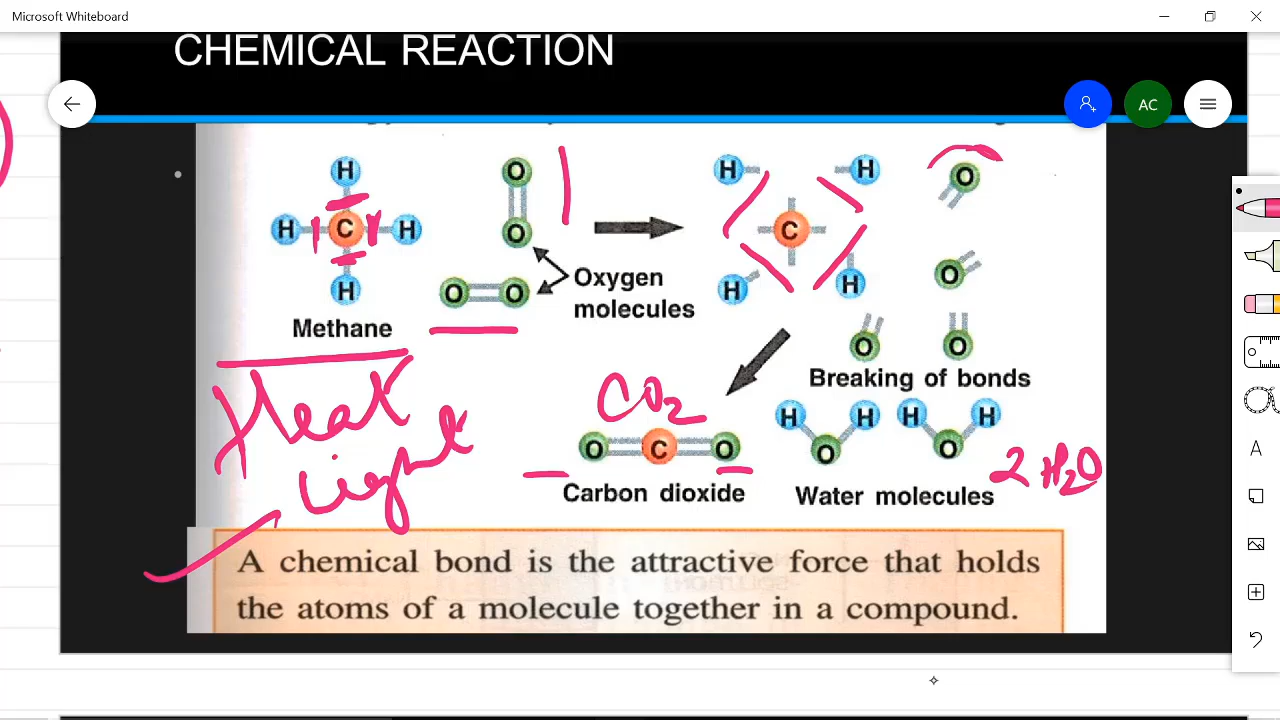 Microsoft Whiteboard
CHEMICAL REACTION
AC
H
H C H
H
Methane
O
O
O O
Oxygen
molecules
H H
C
H H
O
O
O O
Breaking of bonds
Heat
Light
CO2
O C O
Carbon dioxide
H H H H
O O
Water molecules
2 H2O
A chemical bond is the attractive force that holds
the atoms of a molecule together in a compound.
A